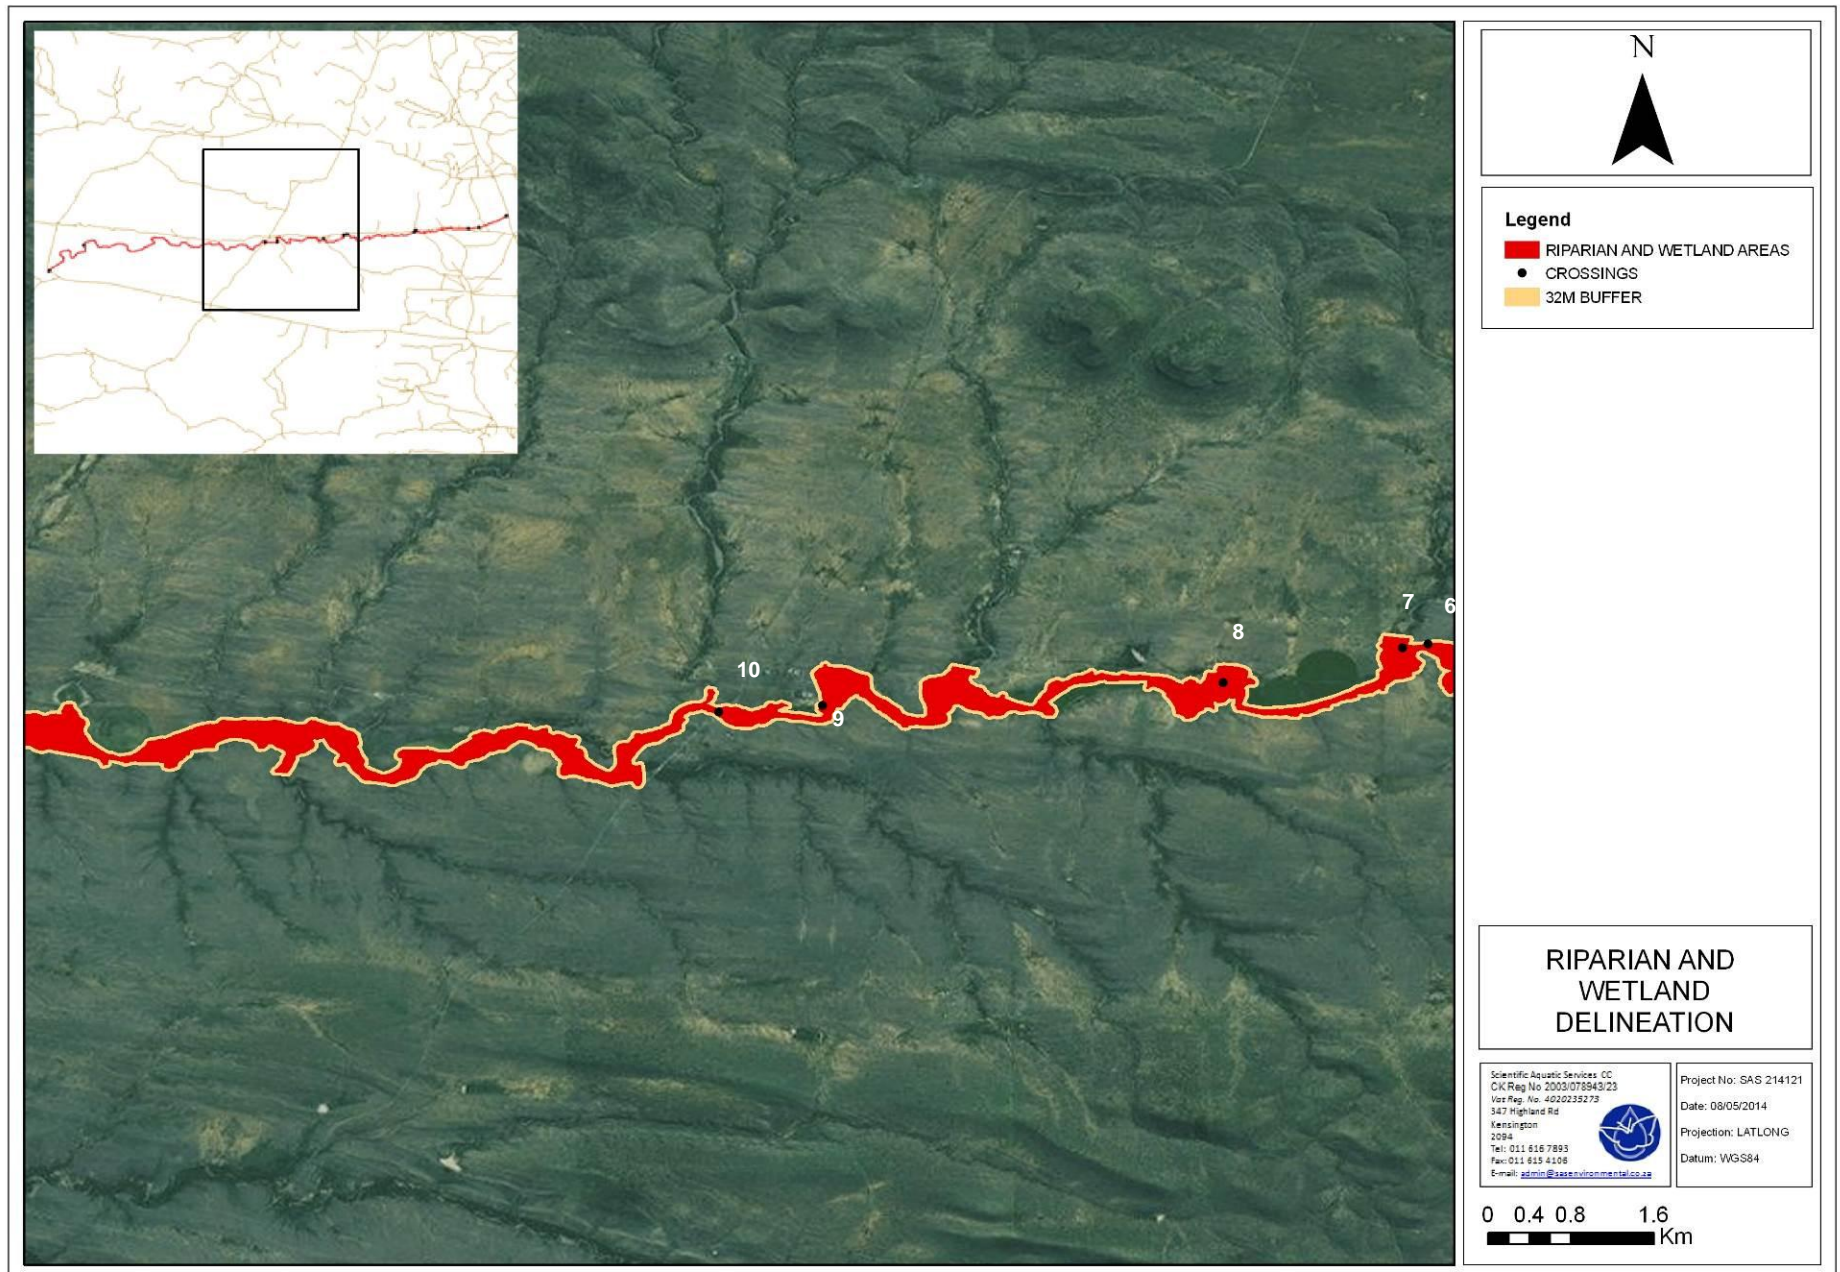 N
Legend
RIPARIAN AND WETLAND AREAS
CROSSINGS
32M BUFFER
7
6
8
10
9
RIPARIAN AND
WETLAND
DELINEATION
Scientific Aquatic Services CC
CK Reg No 2003/078943/23
Vat Reg. No. 4020235273
347 Highland Rd
Kensington
2094
Tel: 011 616 7893
Fax: 011 615 4106
E-mail: admin@sasenvironmental.co.za
Project No: SAS 214121
Date: 08/05/2014
Projection: LATLONG
Datum: WGS84
0 0.4 0.8 1.6
Km